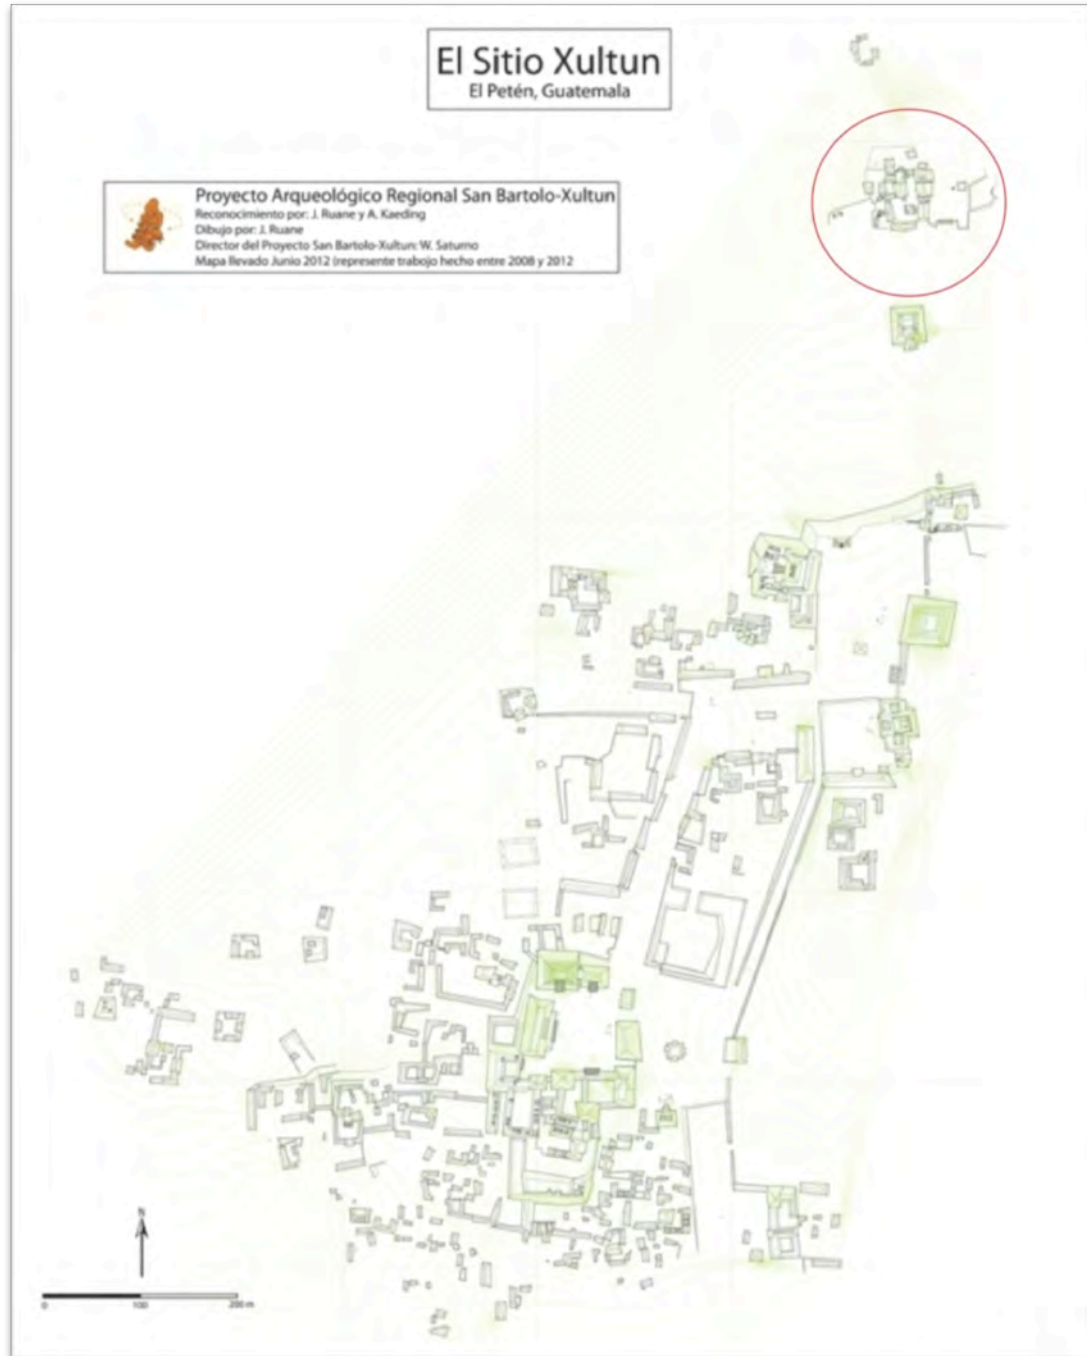 El Sitio Xultun
El Petén, Guatemala
Proyecto Arqueológico Regional San Bartolo-Xultun
Reconocimiento por: J. Ruane y A. Kaeding
Dibujo por: J. Ruane
Director del Proyecto San Bartolo-Xultun: W. Saturno
Mapa llevado Junio 2012 (represente trabajo hecho entre 2008 y 2012
N
0 100 200 m